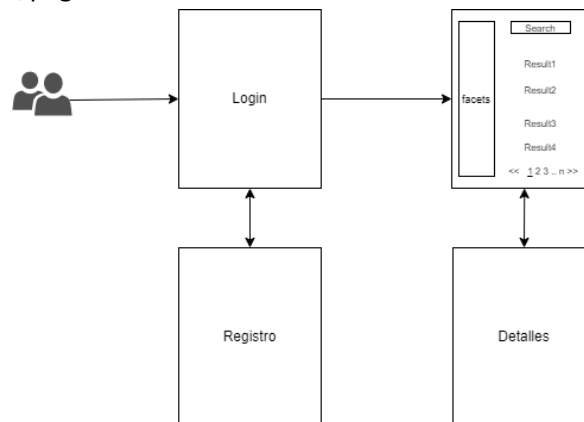 Login
facets
Search
Result1
Result2
Result3
Result4
<< 1 2 3 .. n >>
Registro
Detalles